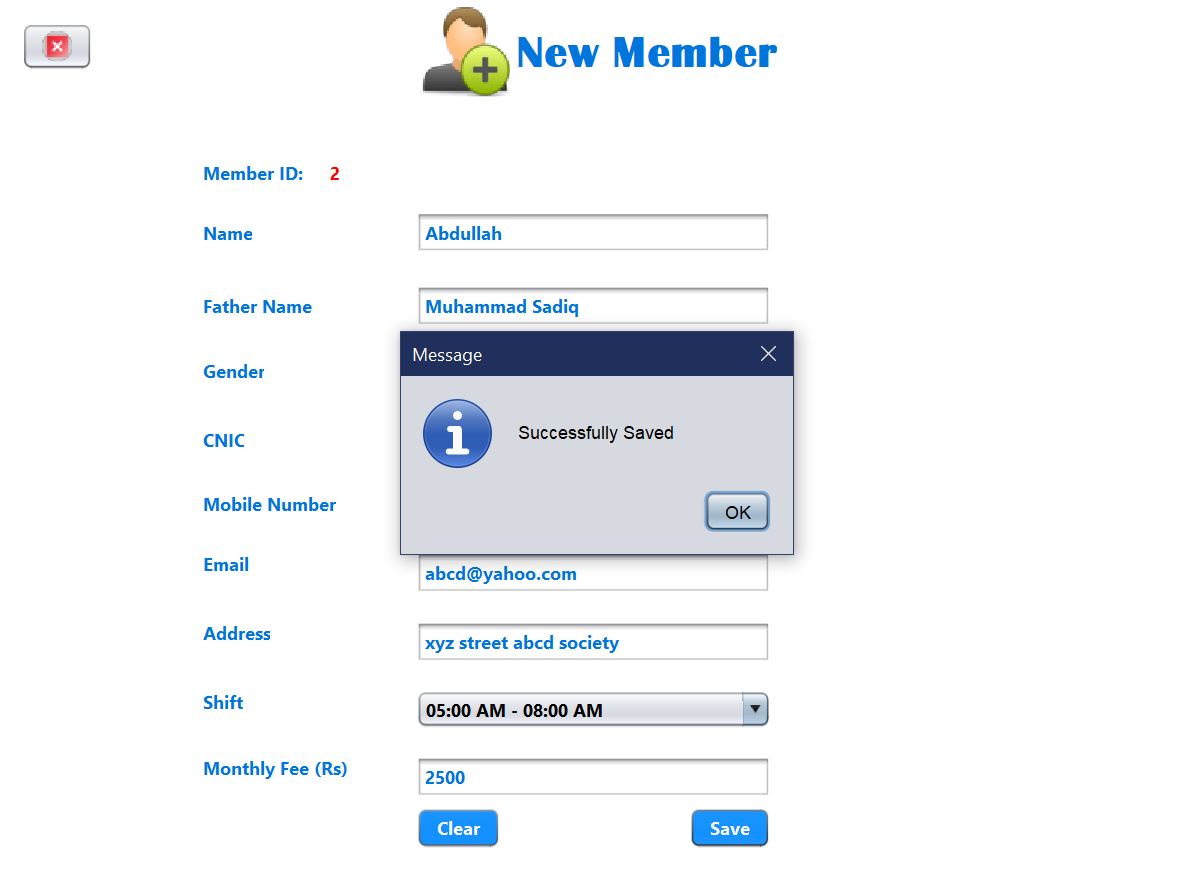 New Member
Member ID: 2
Name Abdullah
Father Name Muhammad Sadiq
Message
Gender
Successfully Saved
CNIC
Mobile Number
OK
Email abcd@yahoo.com
Address xyz street abcd society
Shift 05:00 AM - 08:00 AM
Monthly Fee (Rs) 2500
Clear Save